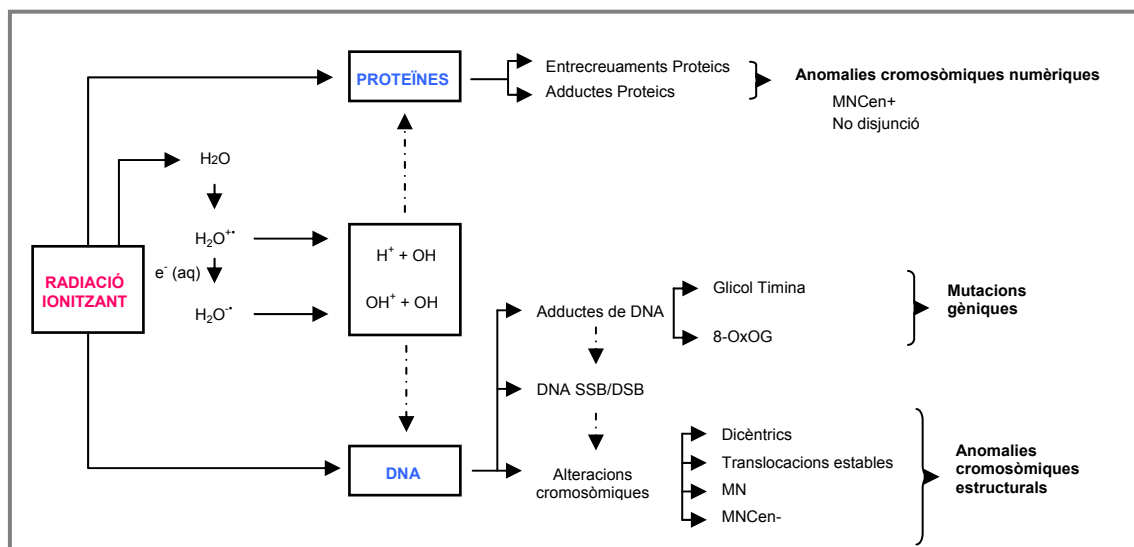 PROTEÏNES
Entrecreuaments Proteics
Adductes Proteics
Anomalies cromosòmiques numèriques
MNCen+
No disjunció
H2O
H₂O⁺•
e⁻ (aq)
H₂O⁻•
RADIACIÓ
IONITZANT
H⁺ + OH
OH⁺ + OH
Adductes de DNA
Glicol Timina
8-OxOG
Mutacions
gèniques
DNA SSB/DSB
DNA
Alteracions
cromosòmiques
Dicèntrics
Translocacions estables
MN
MNCen-
Anomalies
cromosòmiques
estructurals